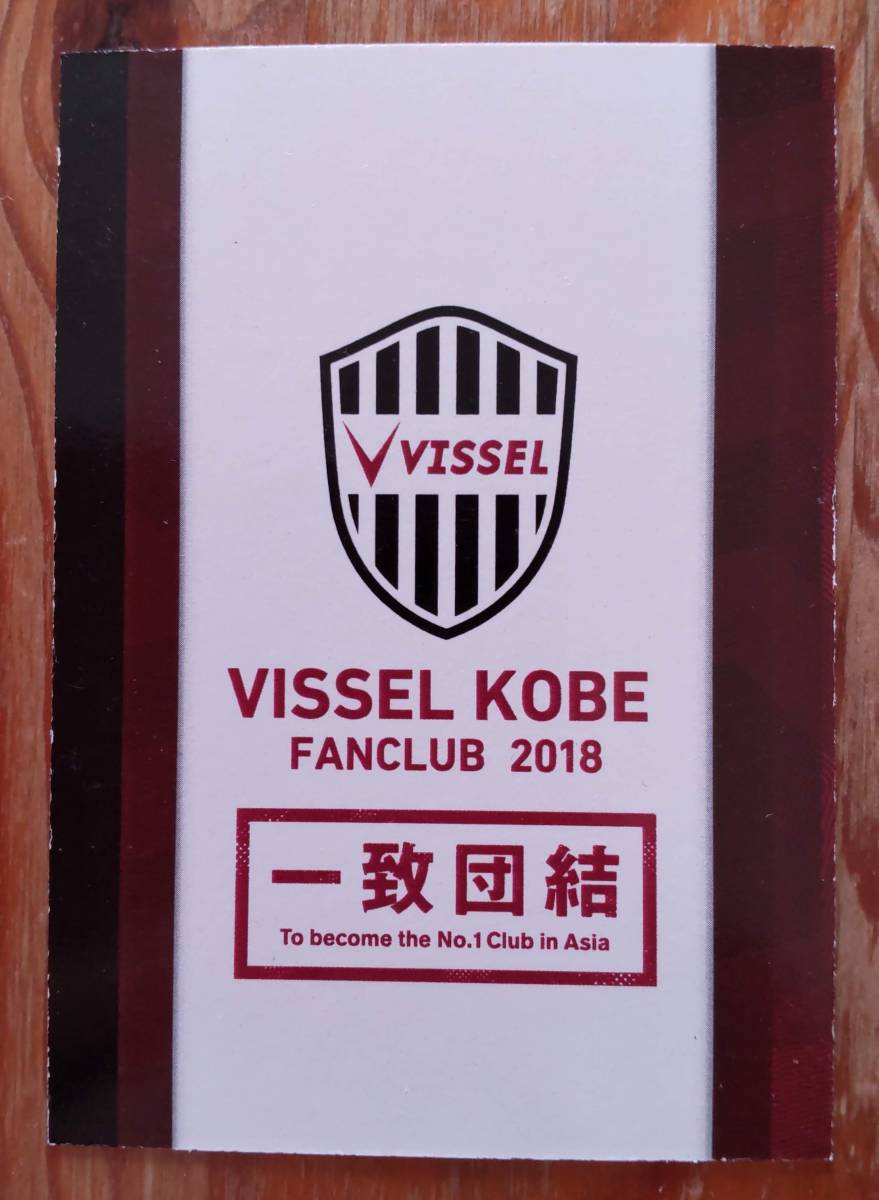 VISSEL
VISSEL KOBE
FANCLUB 2018
一致団結
To become the No.1 Club in Asia